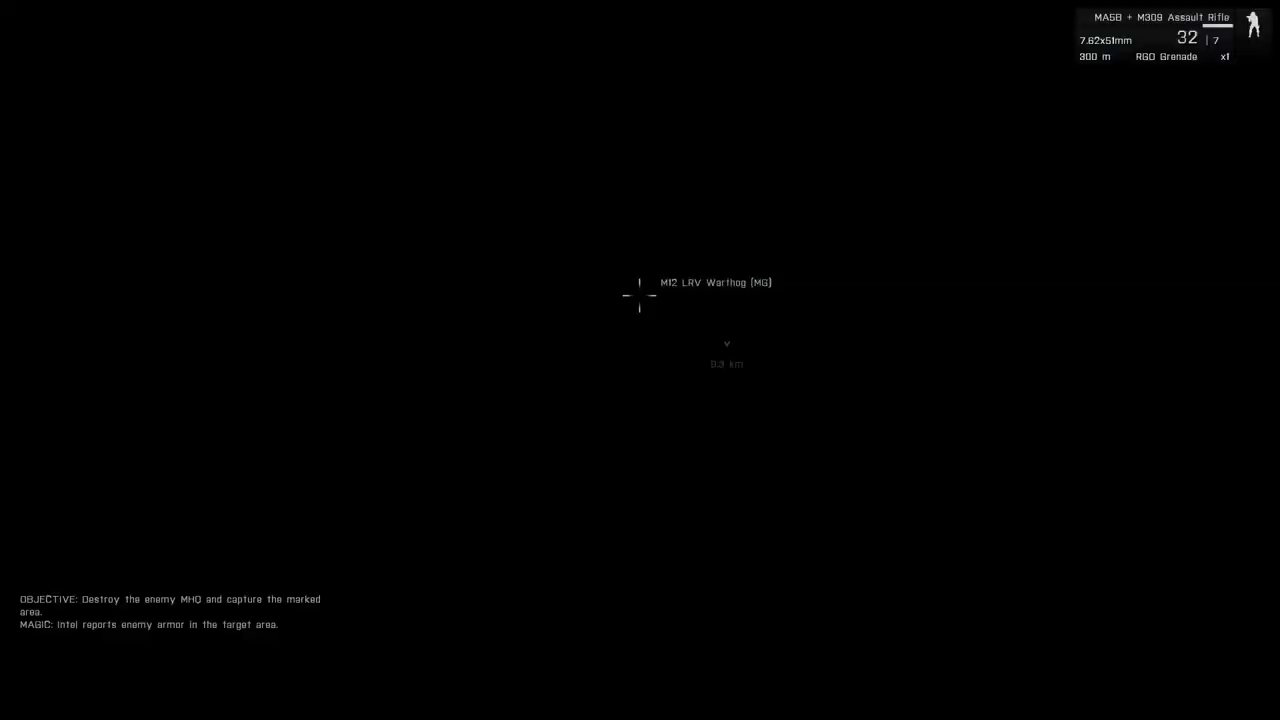 MA5B + M309 Assault Rifle
7.62x51mm 32 | 7
300 m RGO Grenade x1
M12 LRV Warthog (MG)
0.9 km
OBJECTIVE: Destroy the enemy MHQ and capture the marked
area.
MAGIC: Intel reports enemy armor in the target area.